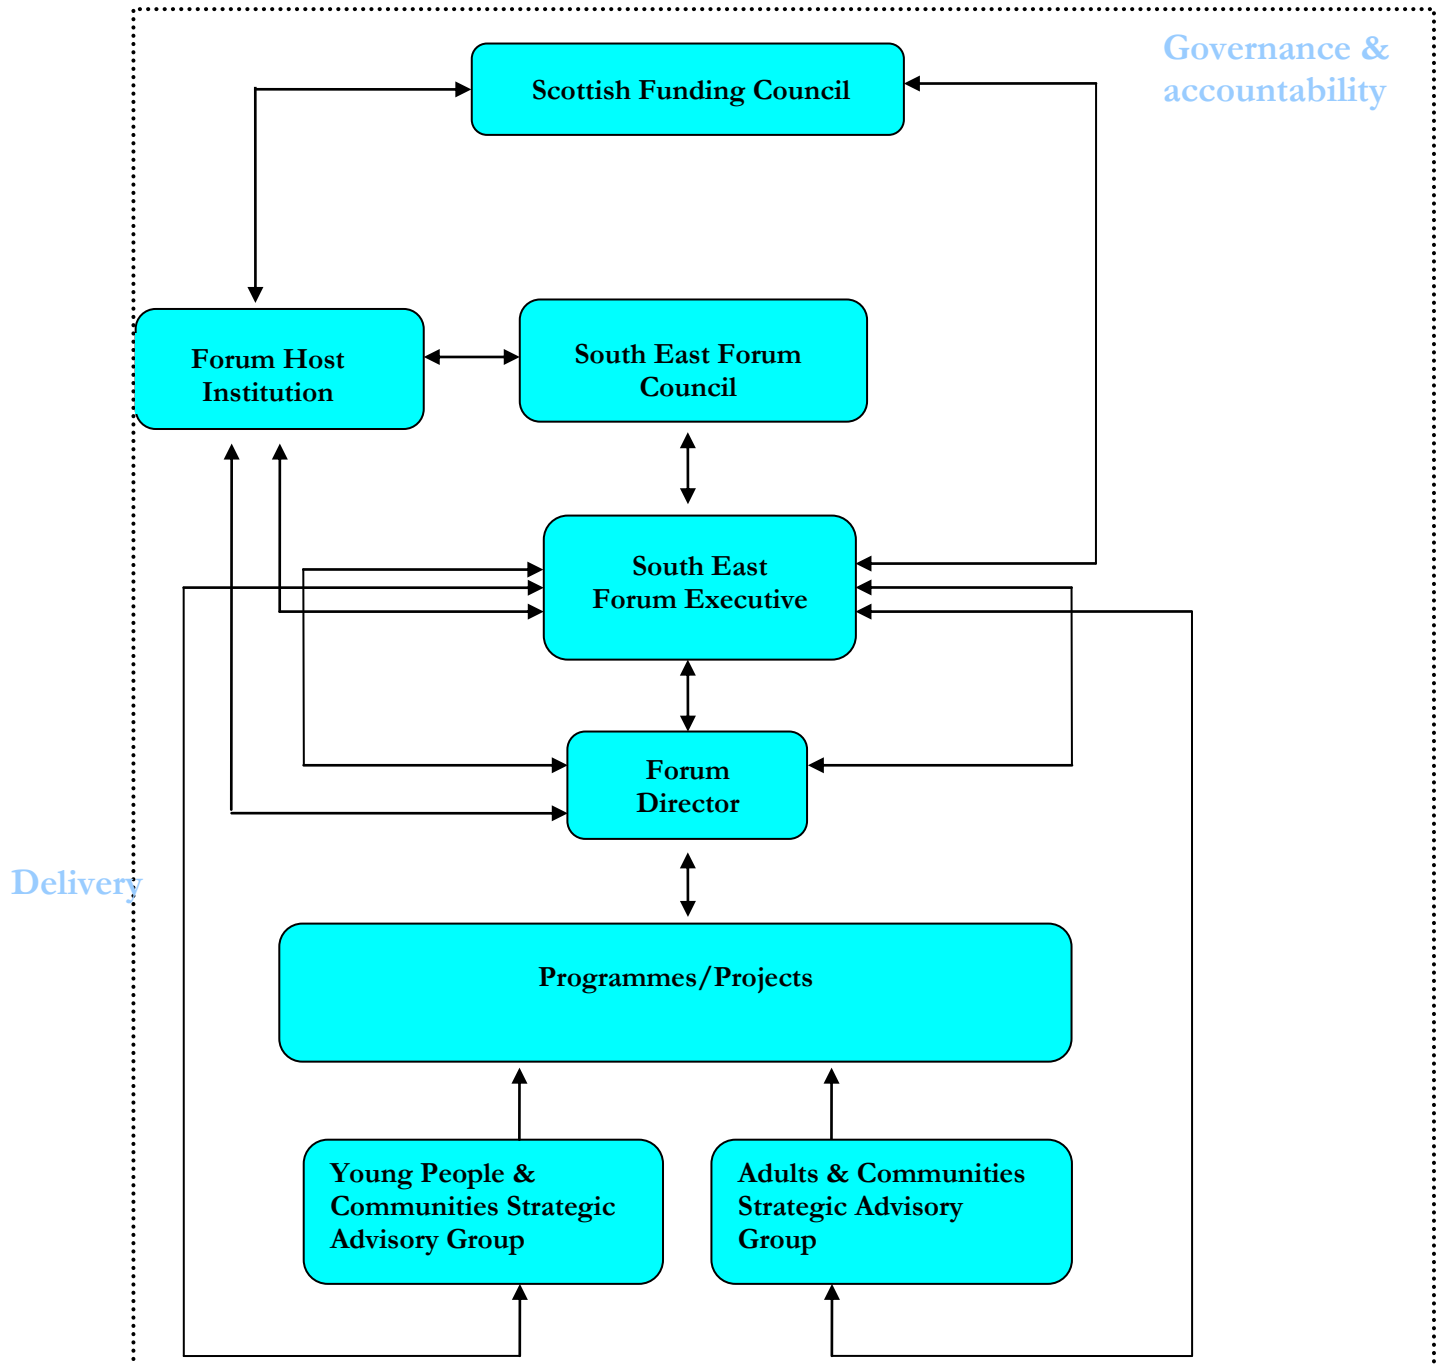 Governance &
accountability
Scottish Funding Council
Forum Host
Institution
South East Forum
Council
South East
Forum Executive
Forum
Director
Delivery
Programmes/Projects
Young People &
Communities Strategic
Advisory Group
Adults & Communities
Strategic Advisory
Group